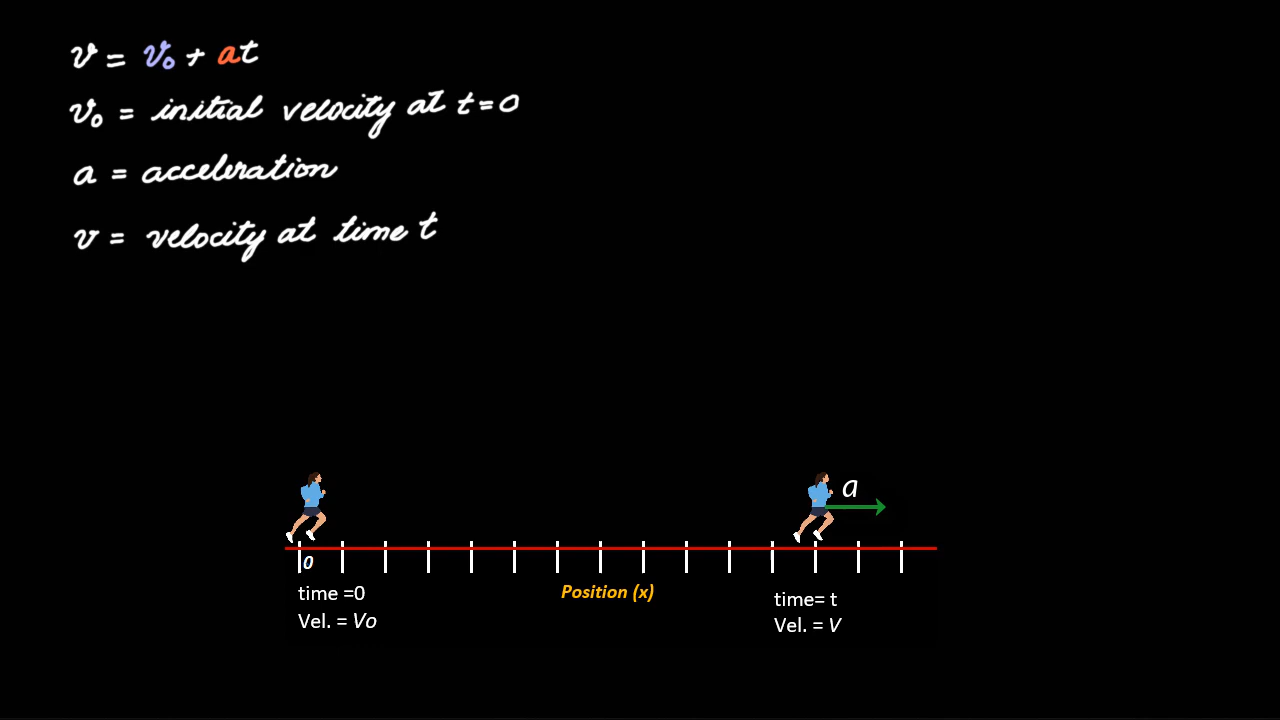 v = v₀ + at
v₀ = initial velocity at t=0
a = acceleration
v = velocity at time t
a
0
time =0
Vel. = Vo
Position (x)
time= t
Vel. = V